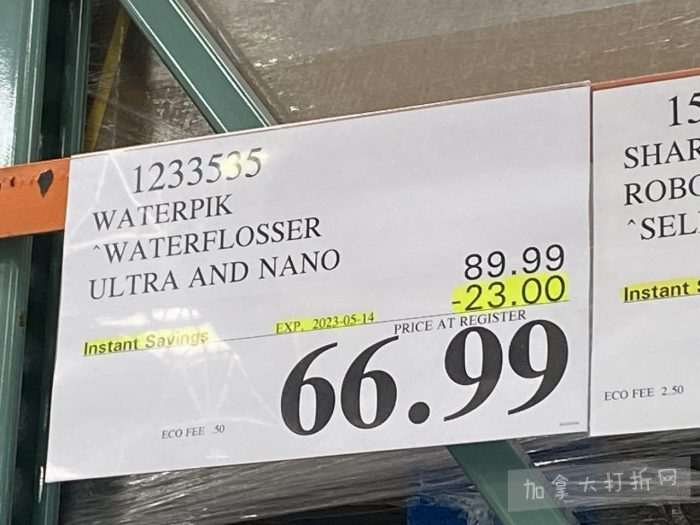 1233535
WATERPIK
^WATERFLOSSER
ULTRA AND NANO
89.99
-23.00
Instant Savings
EXP. 2023-05-14
PRICE AT REGISTER
66.99
ECO FEE .50
15
SHAR
ROBO
^SEL
Instant
ECO FEE 2.50
加拿大打折网